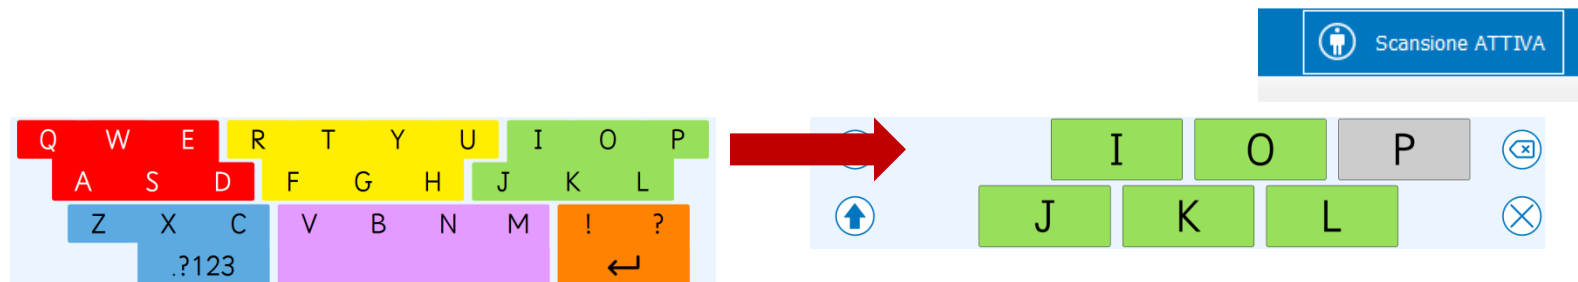 Scansione ATTIVA
Q W E R T Y U I O P
A S D F G H J K L
Z X C V B N M ! ?
.?123
I O P
J K L